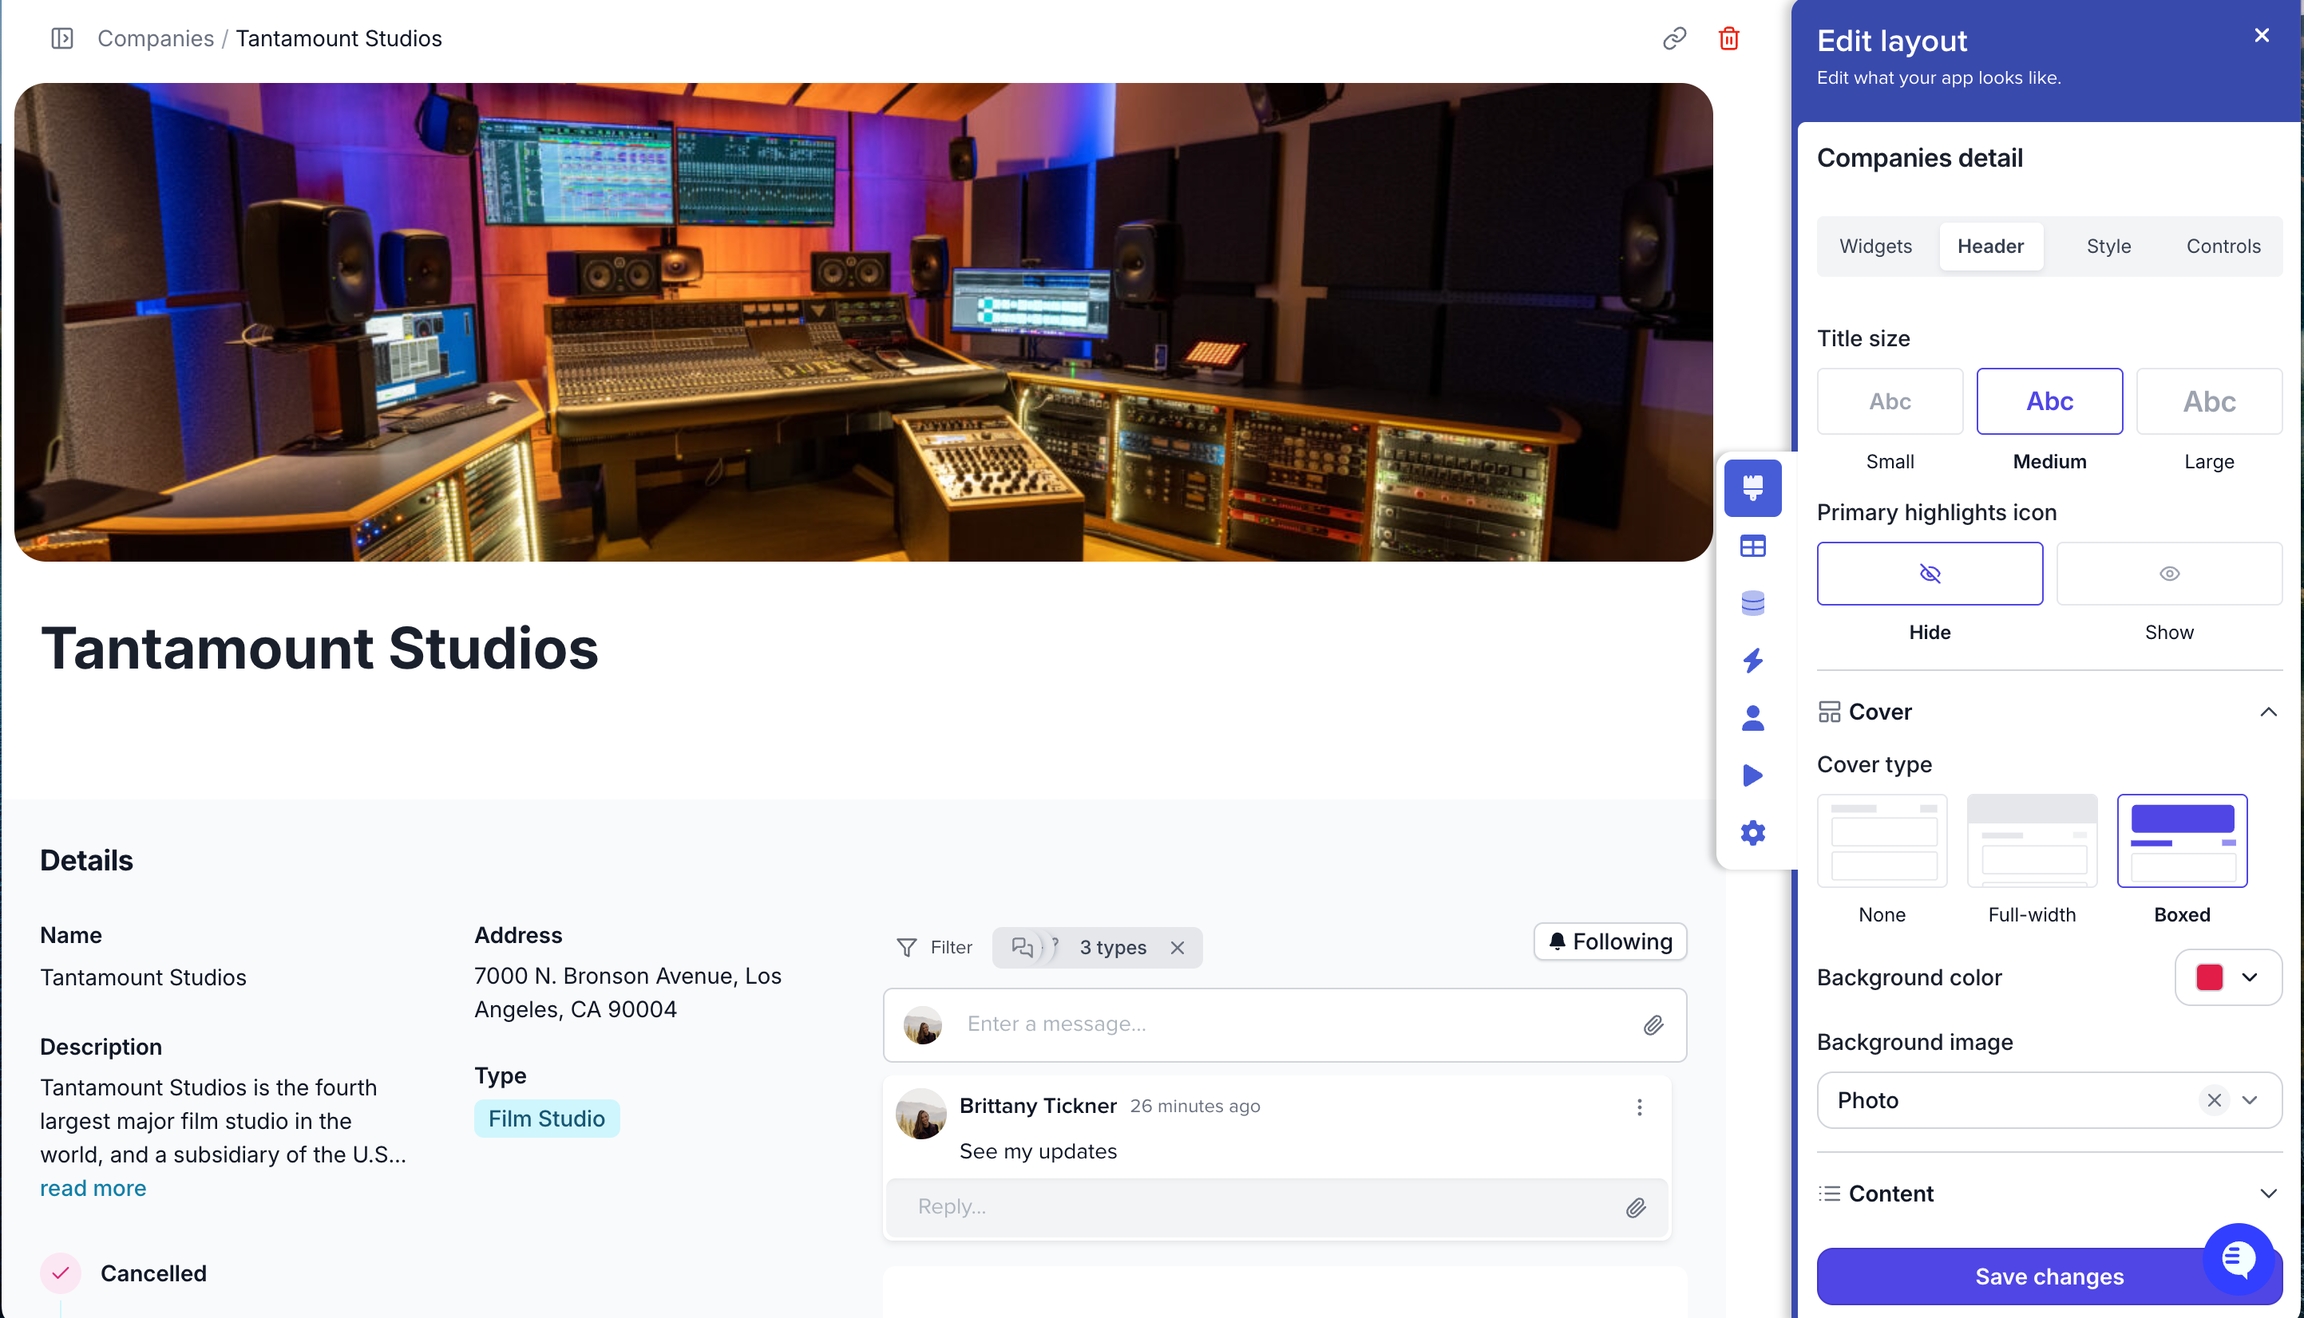 Companies / Tantamount Studios
Tantamount Studios
Details
Name
Tantamount Studios
Description
Tantamount Studios is the fourth
largest major film studio in the
world, and a subsidiary of the U.S...
read more
Cancelled
Address
7000 N. Bronson Avenue, Los
Angeles, CA 90004
Type
Film Studio
Filter
3 types
Following
Enter a message...
Brittany Tickner 26 minutes ago
See my updates
Reply...
Edit layout
Edit what your app looks like.
Companies detail
Widgets Header Style Controls
Title size
Abc Abc Abc
Small Medium Large
Primary highlights icon
Hide Show
Cover
Cover type
None Full-width Boxed
Background color
Background image
Photo
Content
Save changes